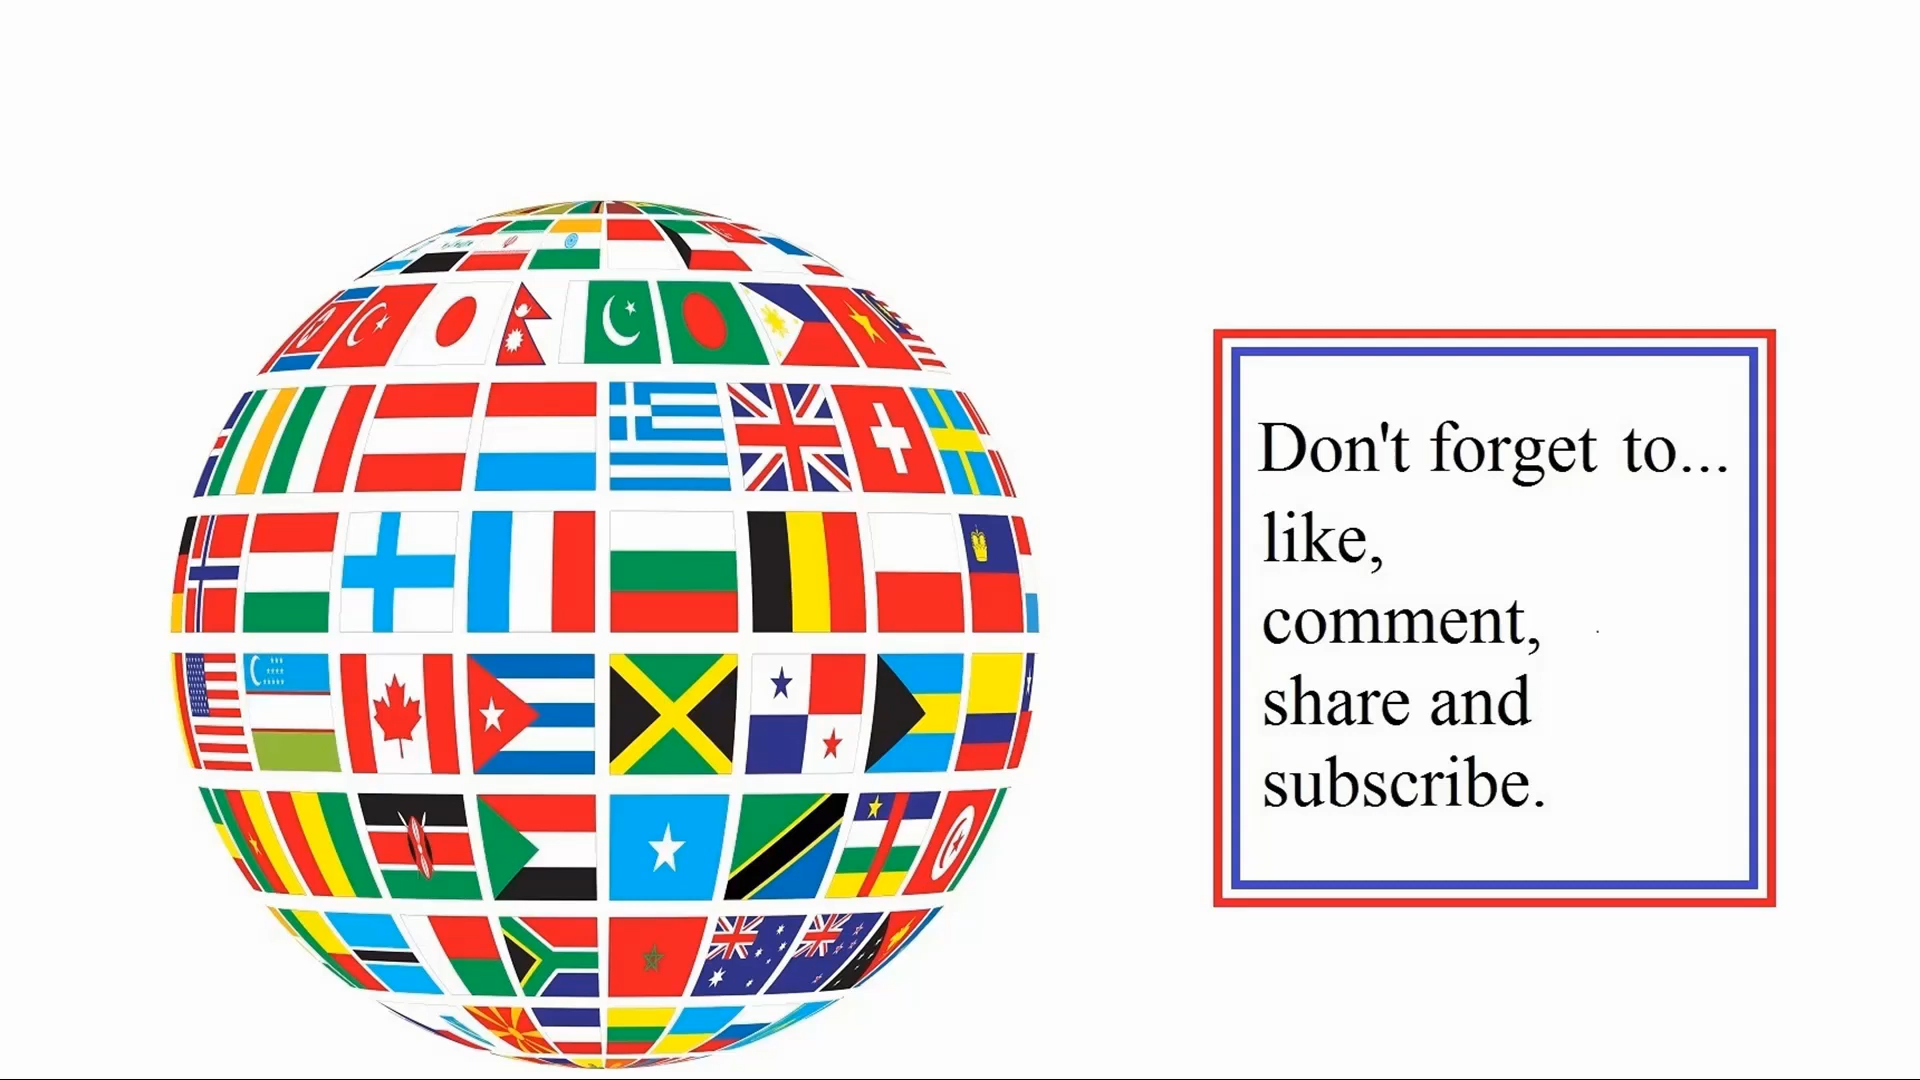 Don't forget to...
like,
comment,
share and
subscribe.